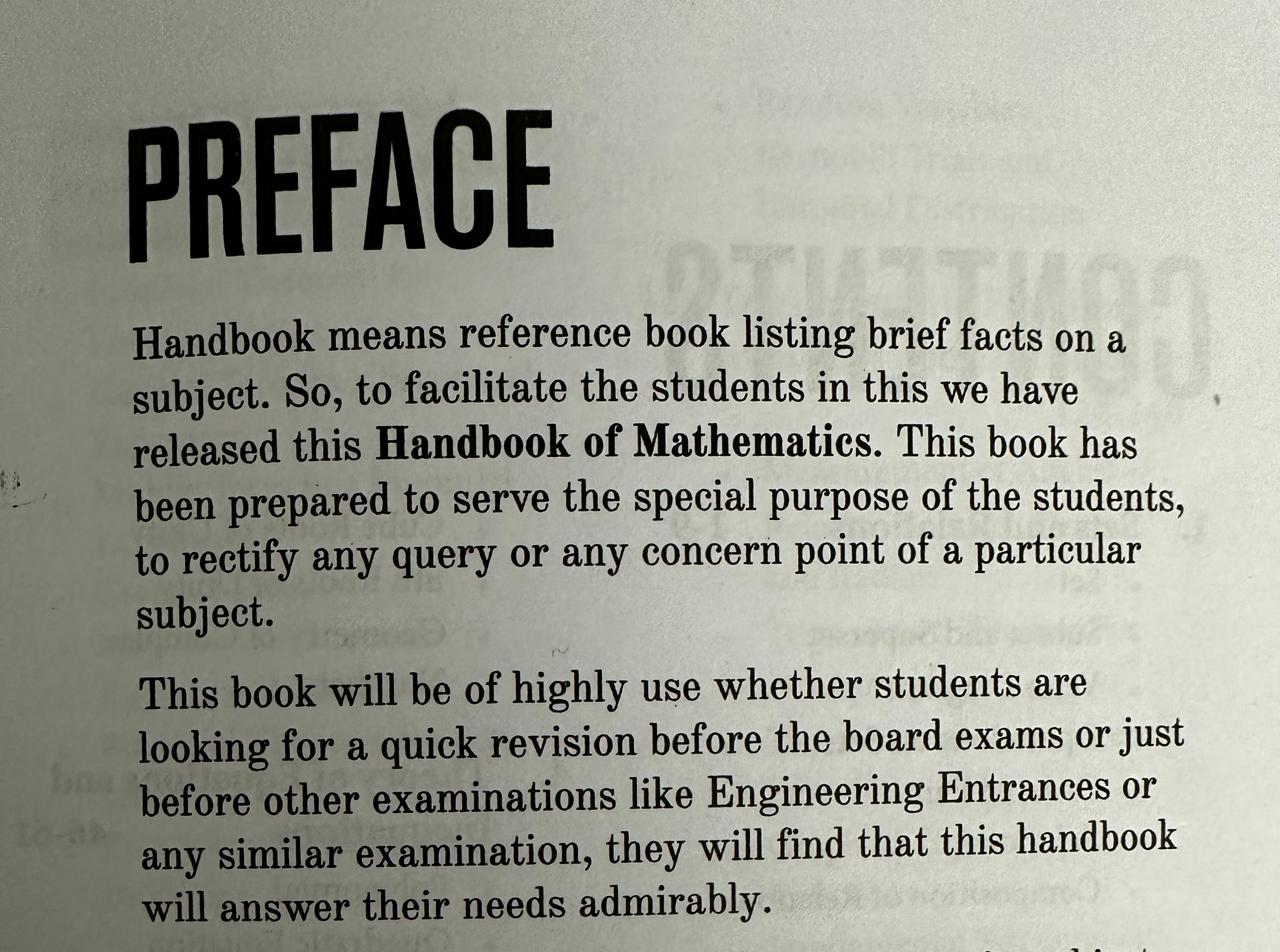 PREFACE
Handbook means reference book listing brief facts on a
subject. So, to facilitate the students in this we have
released this Handbook of Mathematics. This book has
been prepared to serve the special purpose of the students,
to rectify any query or any concern point of a particular
subject.
This book will be of highly use whether students are
looking for a quick revision before the board exams or just
before other examinations like Engineering Entrances or
any similar examination, they will find that this handbook
will answer their needs admirably.